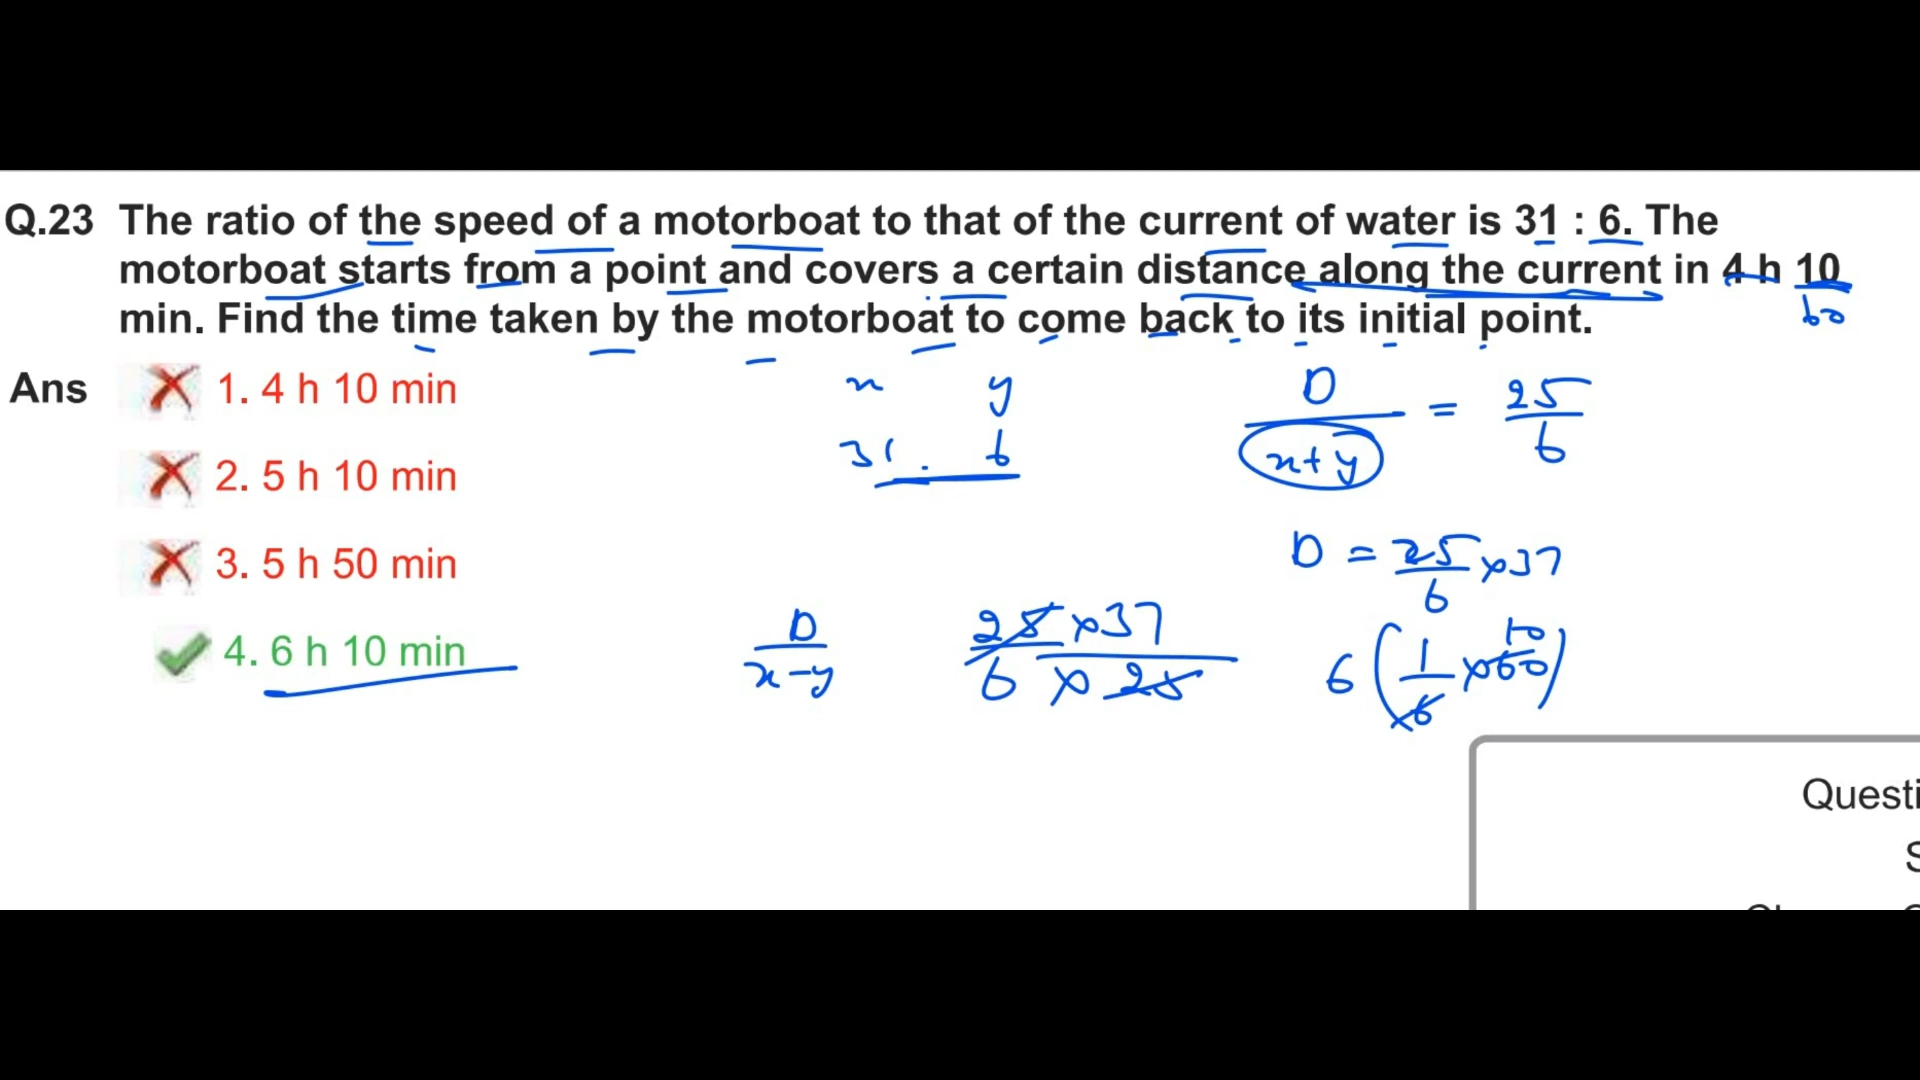 Q.23 The ratio of the speed of a motorboat to that of the current of water is 31 : 6. The
motorboat starts from a point and covers a certain distance along the current in 4 h 10
min. Find the time taken by the motorboat to come back to its initial point.
60
Ans
1. 4 h 10 min
2. 5 h 10 min
3. 5 h 50 min
4. 6 h 10 min
x y
31 : 6
D/(x+y) = 25/6
D = 25/6 × 37
D/(x-y)
25 × 37 / 6 × 25
6 (1/6 × 60) 10
Questi
S